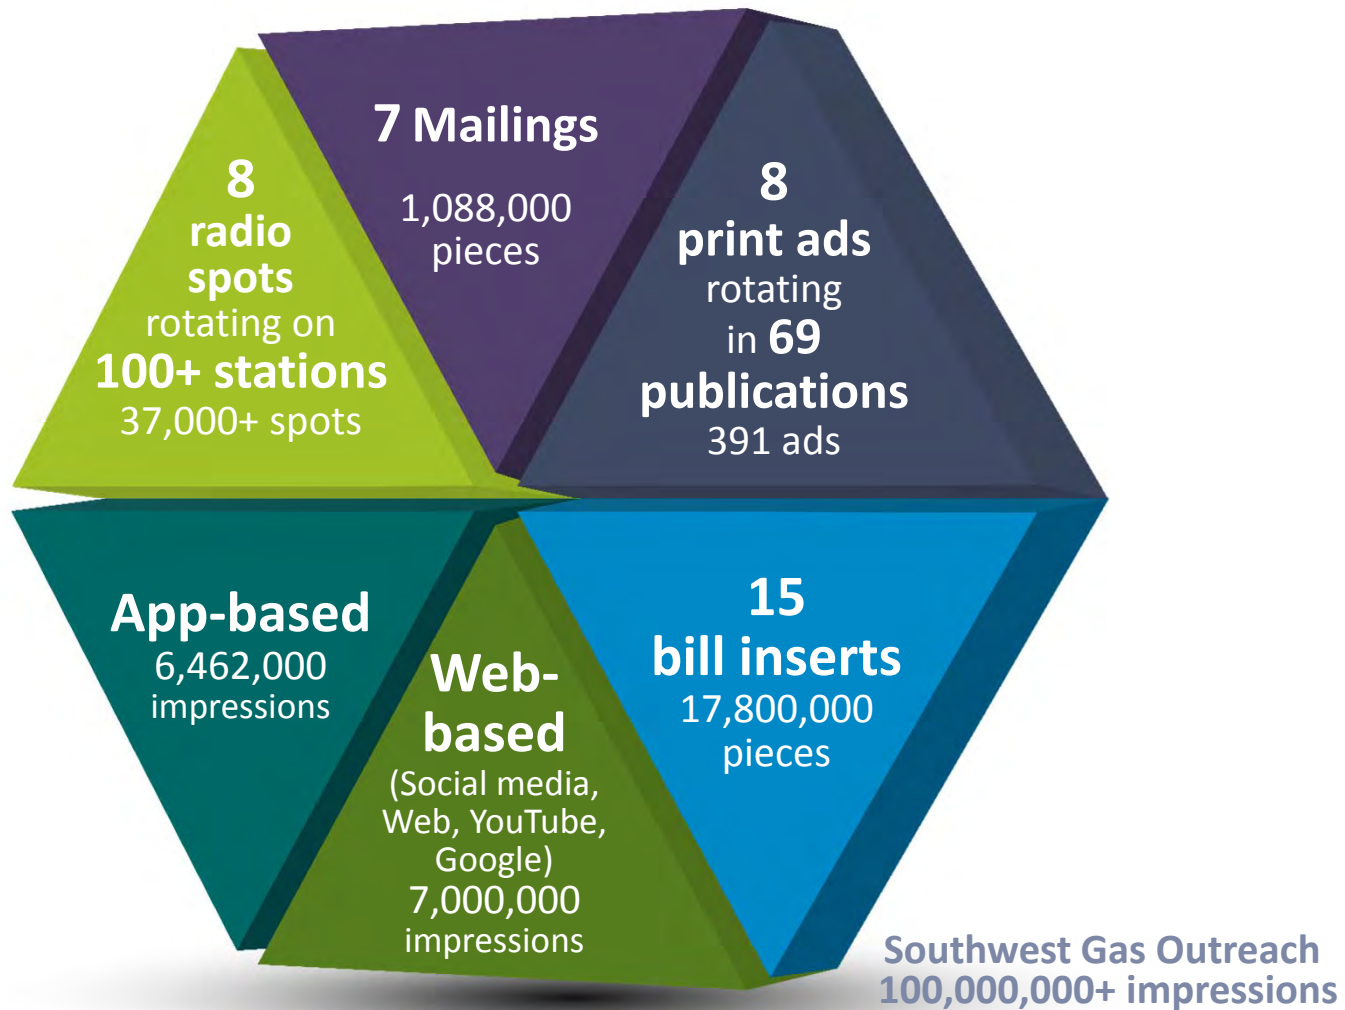 7 Mailings
1,088,000
pieces
8
radio
spots
rotating on
100+ stations
37,000+ spots
8
print ads
rotating
in 69
publications
391 ads
App-based
6,462,000
impressions
Web-
based
(Social media,
Web, YouTube,
Google)
7,000,000
impressions
15
bill inserts
17,800,000
pieces
Southwest Gas Outreach
100,000,000+ impressions